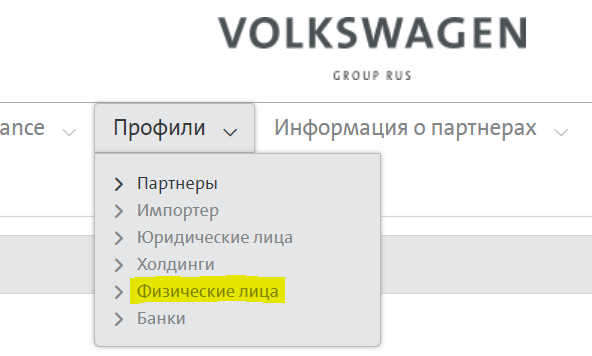 VOLKSWAGEN
GROUP RUS
ance Профили Информация о партнерах
Партнеры
Импортер
Юридические лица
Холдинги
Физические лица
Банки